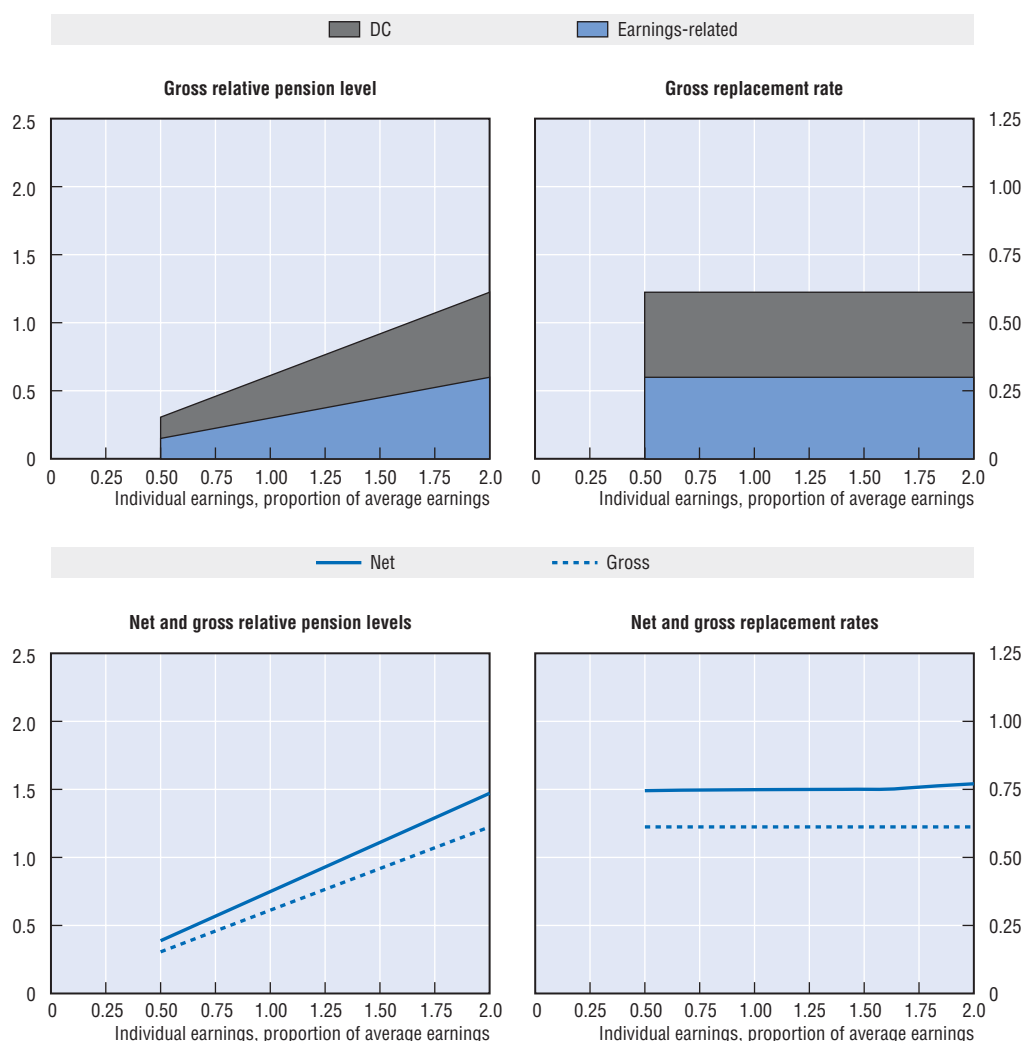 DC Earnings-related
Gross relative pension level
Gross replacement rate
2.5
2.0
1.5
1.0
0.5
0
0 0.25 0.50 0.75 1.00 1.25 1.50 1.75 2.0
Individual earnings, proportion of average earnings
1.25
1.00
0.75
0.50
0.25
0
0 0.25 0.50 0.75 1.00 1.25 1.50 1.75 2.0
Individual earnings, proportion of average earnings
Net Gross
Net and gross relative pension levels
Net and gross replacement rates
2.5
2.0
1.5
1.0
0.5
0
0 0.25 0.50 0.75 1.00 1.25 1.50 1.75 2.0
Individual earnings, proportion of average earnings
1.25
1.00
0.75
0.50
0.25
0
0 0.25 0.50 0.75 1.00 1.25 1.50 1.75 2.0
Individual earnings, proportion of average earnings